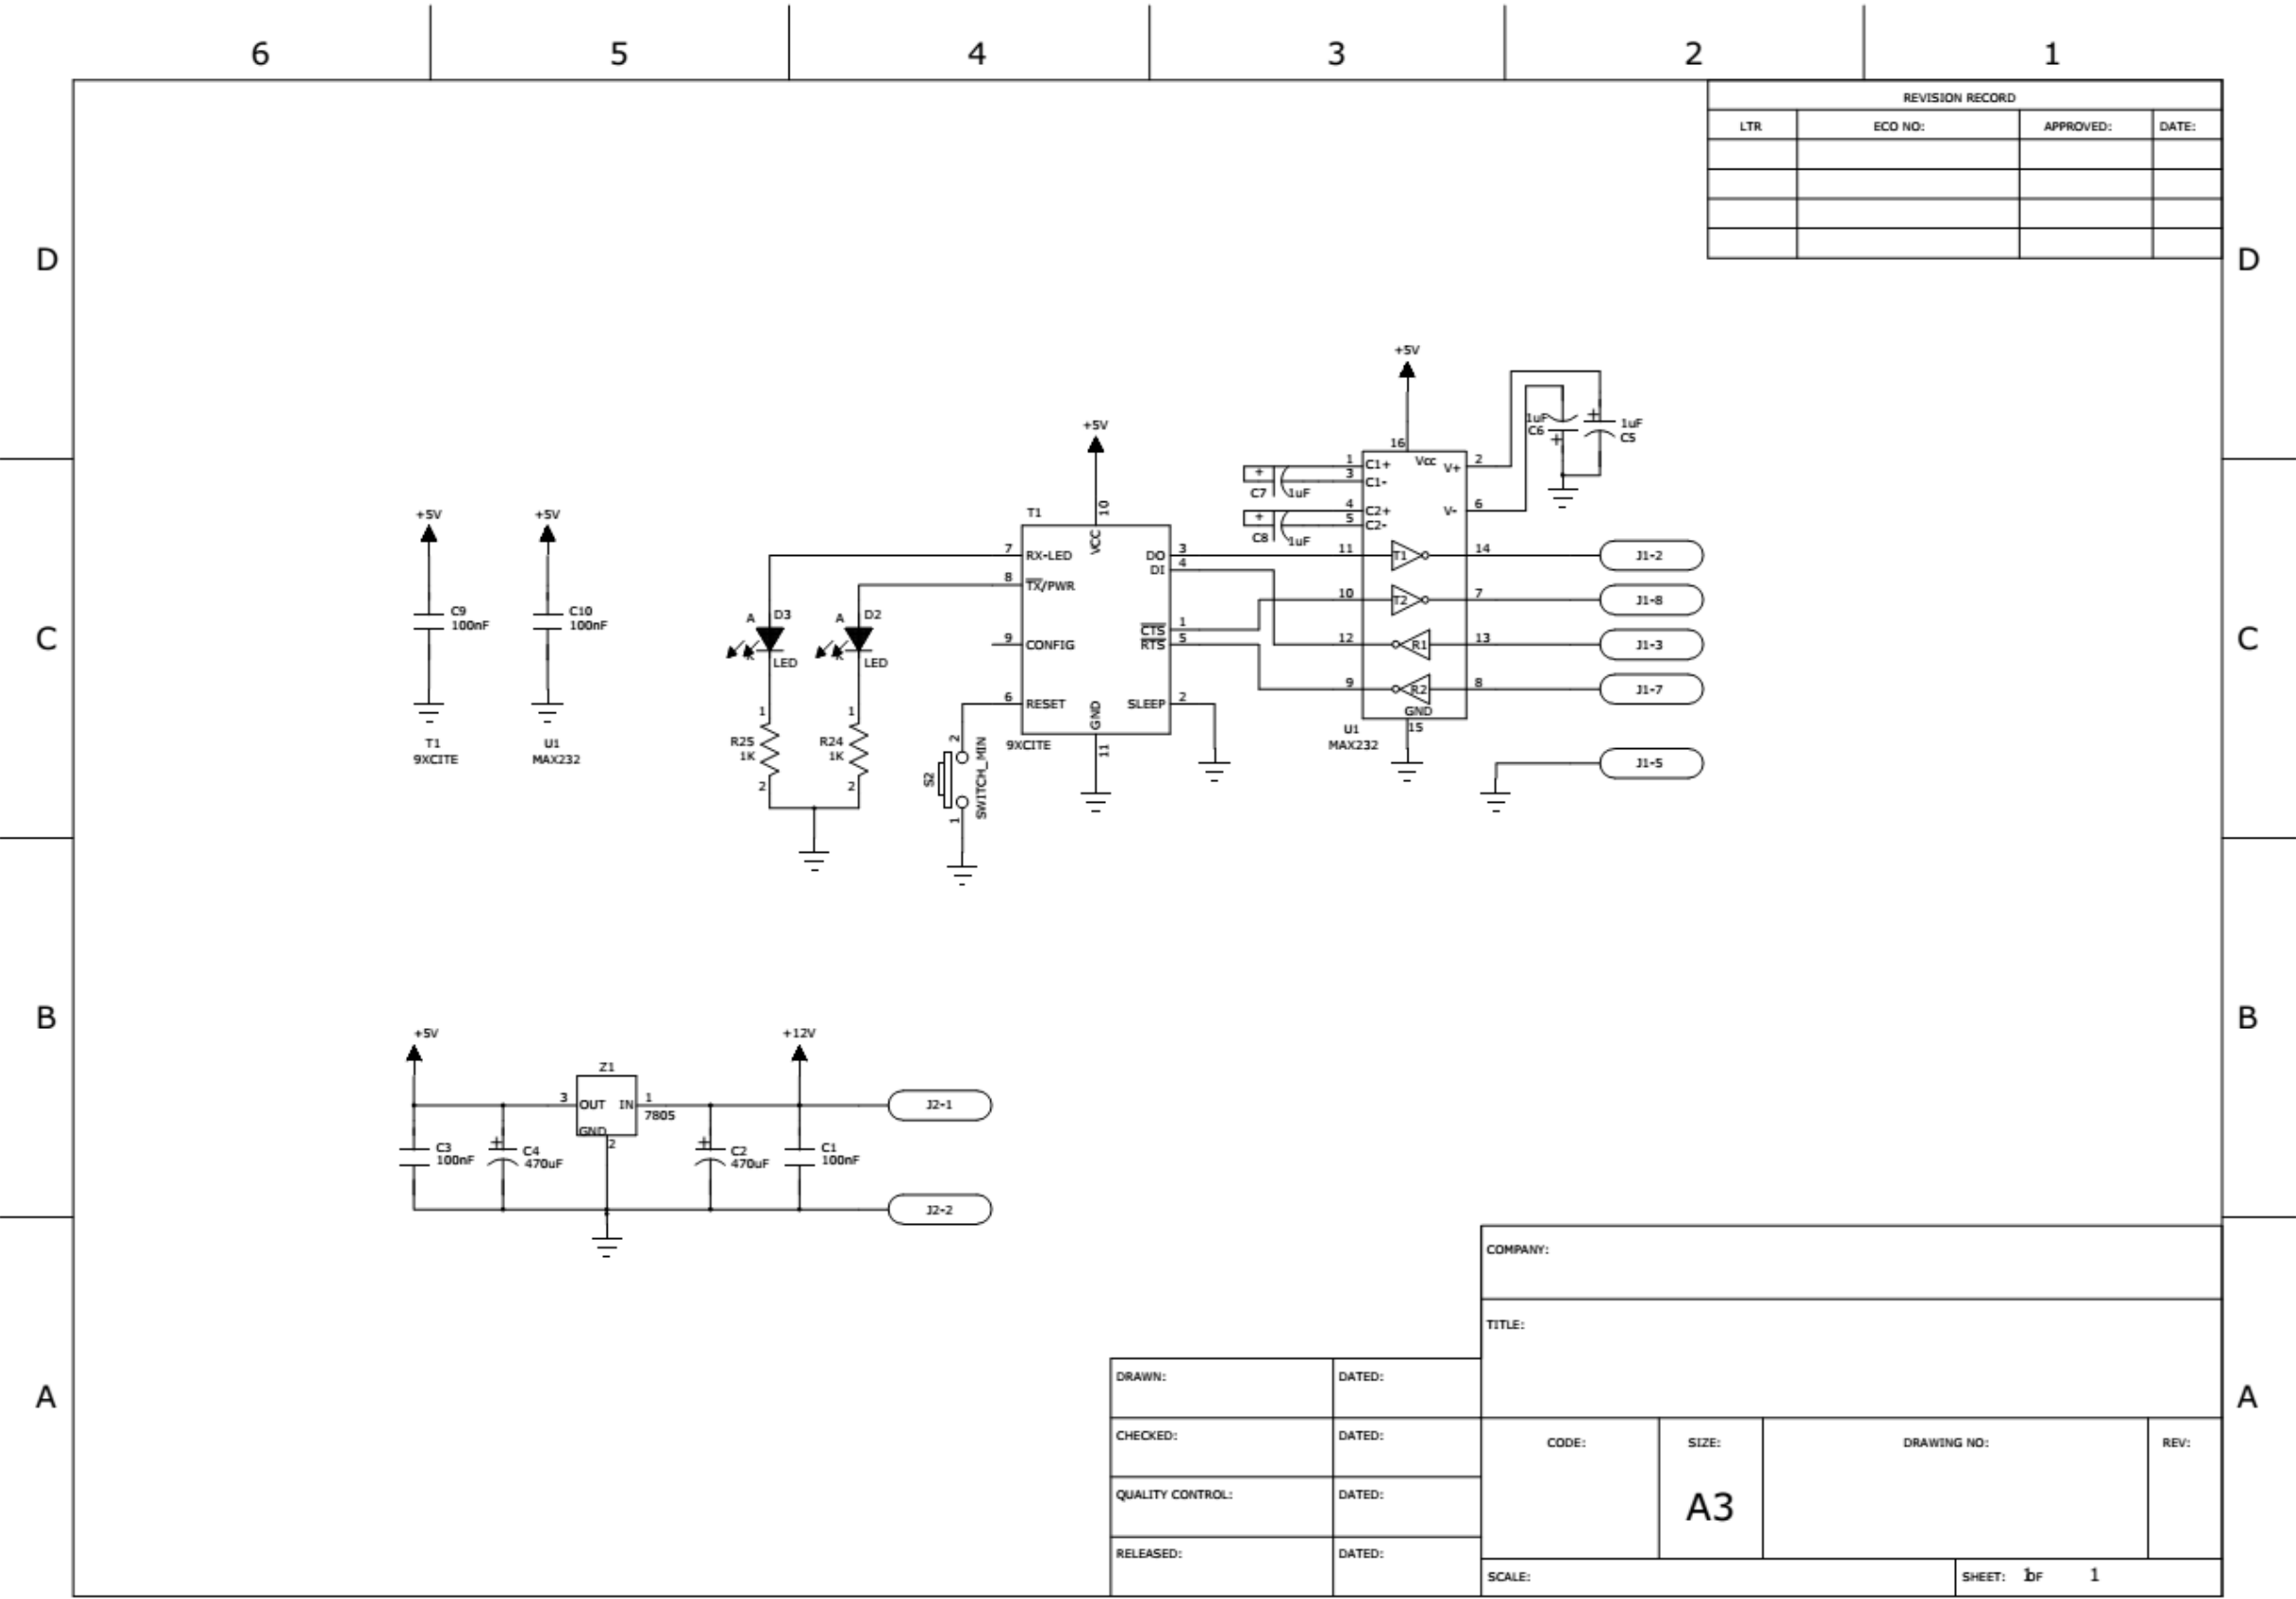 6 5 4 3 2 1
REVISION RECORD
LTR ECO NO: APPROVED: DATE:
D D
+5V
+5V
1uF
C6
1uF
C5
16
Vcc
1 C1+ V+ 2
3 C1-
C7 1uF
4 C2+ V- 6
5 C2-
C8 1uF
+5V +5V
T1
10
VCC
7 RX-LED DO 3 11 T1 14 J1-2
4
DI
8 TX/PWR
10 T2 7 J1-8
C9
100nF
C10
100nF
A D3
A D2
K LED
K LED
1
CTS
5
RTS
9 CONFIG
12 R1 13 J1-3
C C
9 R2 8 J1-7
6 RESET SLEEP 2
GND
11
GND
15
1 1
R25
1K
R24
1K
2 2
T1
9XCITE
U1
MAX232
9XCITE
U1
MAX232
2
S2
SWITCH_MIN
1
J1-5
B B
+5V +12V
Z1
3 OUT IN 1 J2-1
7805
GND
2
C3
100nF
C4
470uF
C2
470uF
C1
100nF
J2-2
COMPANY:
TITLE:
A A
DRAWN: DATED:
CHECKED: DATED:
CODE: SIZE: DRAWING NO: REV:
QUALITY CONTROL: DATED:
A3
RELEASED: DATED:
SCALE: SHEET: 1 OF 1